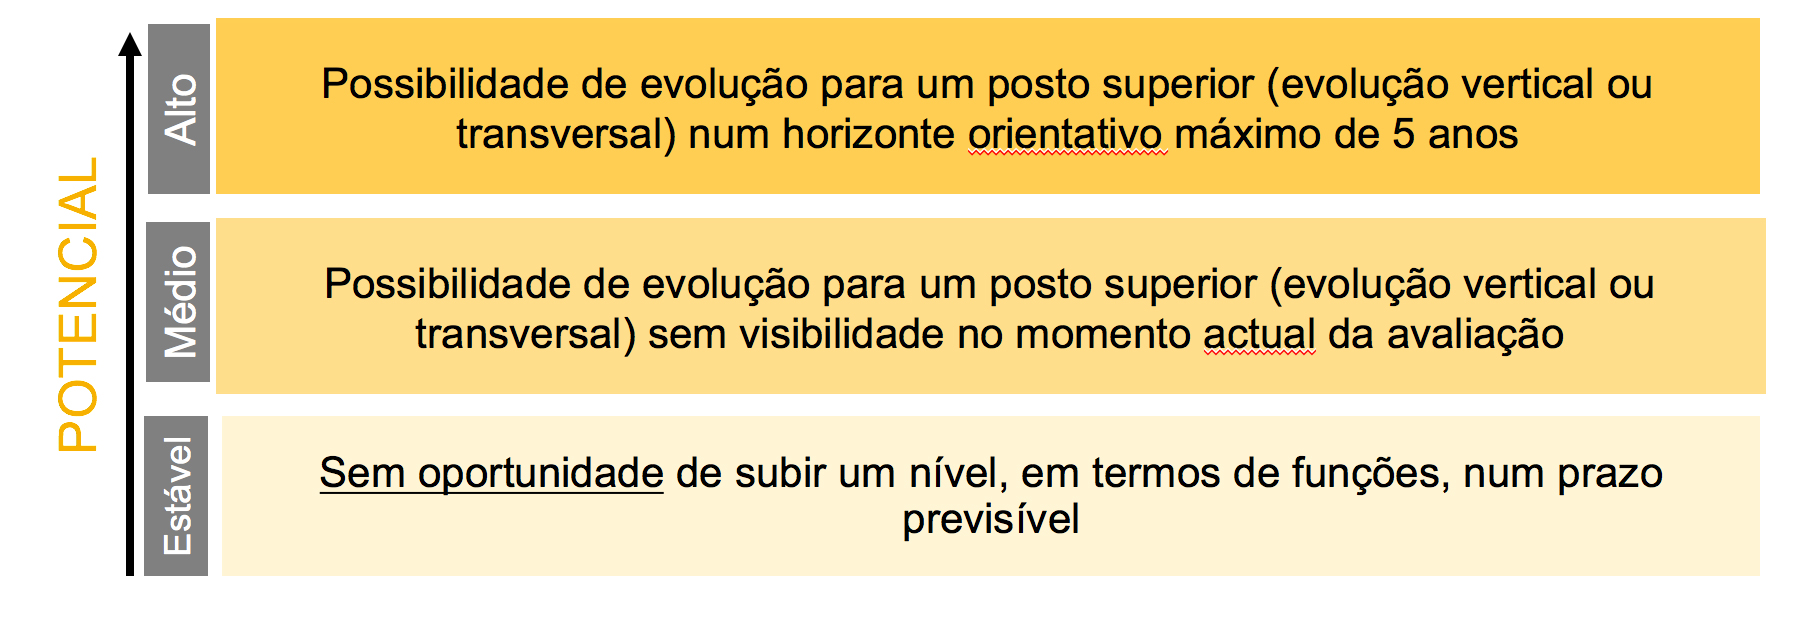 POTENCIAL
Alto
Possibilidade de evolução para um posto superior (evolução vertical ou
transversal) num horizonte orientativo máximo de 5 anos
Médio
Possibilidade de evolução para um posto superior (evolução vertical ou
transversal) sem visibilidade no momento actual da avaliação
Estável
Sem oportunidade de subir um nível, em termos de funções, num prazo
previsível